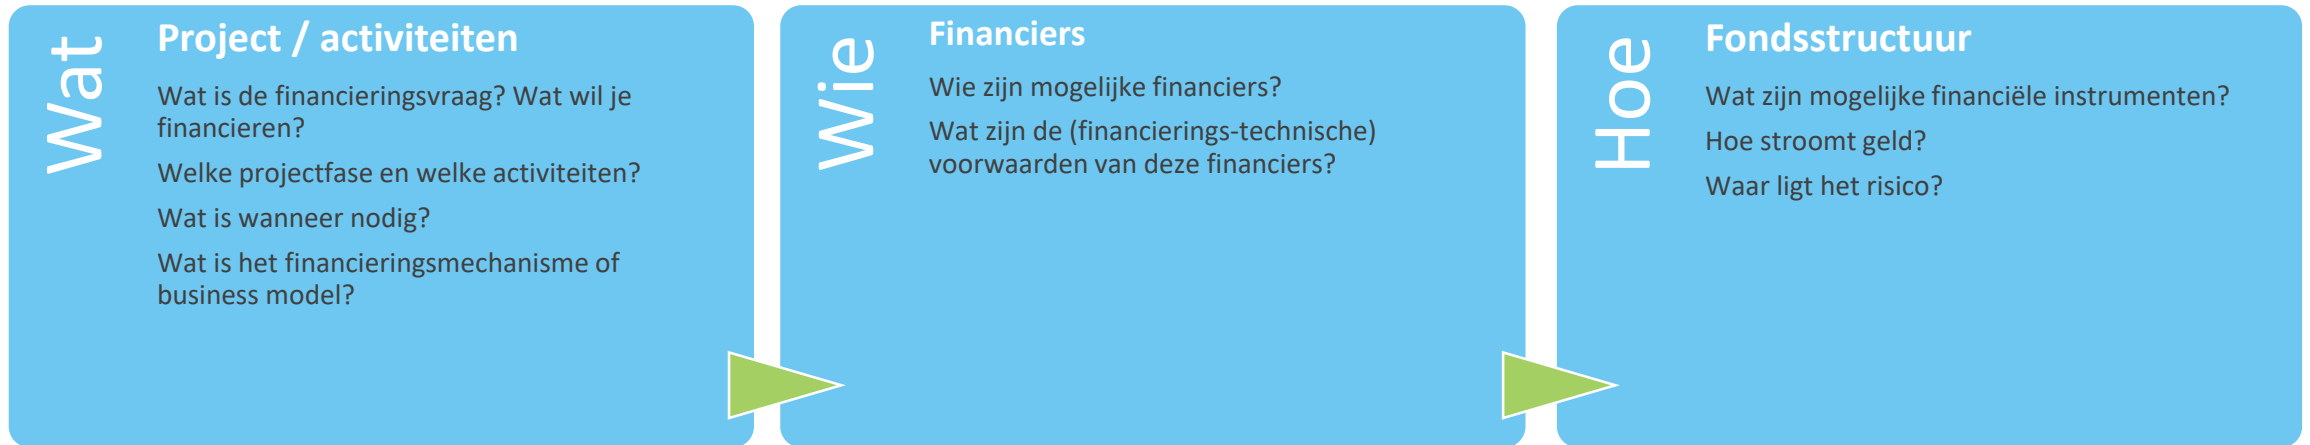 Wat
Project / activiteiten
Wat is de financieringsvraag? Wat wil je
financieren?
Welke projectfase en welke activiteiten?
Wat is wanneer nodig?
Wat is het financieringsmechanisme of
business model?
Wie
Financiers
Wie zijn mogelijke financiers?
Wat zijn de (financierings-technische)
voorwaarden van deze financiers?
Hoe
Fondsstructuur
Wat zijn mogelijke financiële instrumenten?
Hoe stroomt geld?
Waar ligt het risico?